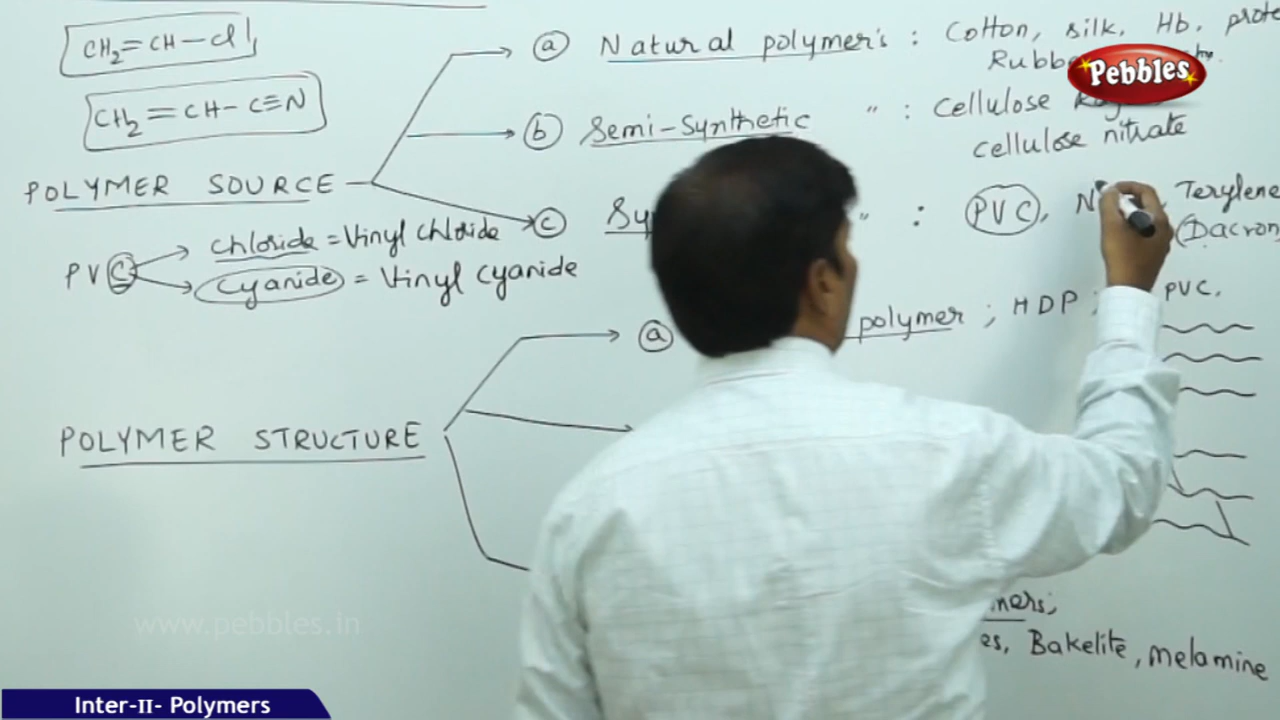 CH2=CH-Cl
CH2=CH-C≡N
POLYMER SOURCE
ⓐ Natural polymer's : Cotton, silk, Hb,
ⓑ Semi-Synthetic " : cellulose
cellulose nitrate
ⓒ " : PVC, Terylene
(Dacron
PVC
chloride = Vinyl chloride
cyanide = Vinyl cyanide
POLYMER STRUCTURE
ⓐ polymer ; HDP ; PVC.
Bakelite, melamine
Pebbles
www.pebbles.in
Inter-II- Polymers